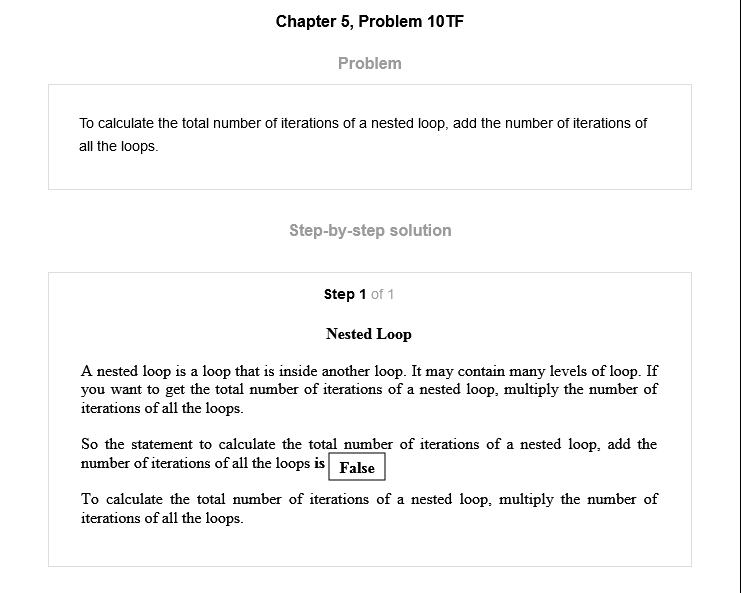 Chapter 5, Problem 10TF
Problem
To calculate the total number of iterations of a nested loop, add the number of iterations of
all the loops.
Step-by-step solution
Step 1 of 1
Nested Loop
A nested loop is a loop that is inside another loop. It may contain many levels of loop. If
you want to get the total number of iterations of a nested loop, multiply the number of
iterations of all the loops.
So the statement to calculate the total number of iterations of a nested loop, add the
number of iterations of all the loops is False
To calculate the total number of iterations of a nested loop, multiply the number of
iterations of all the loops.